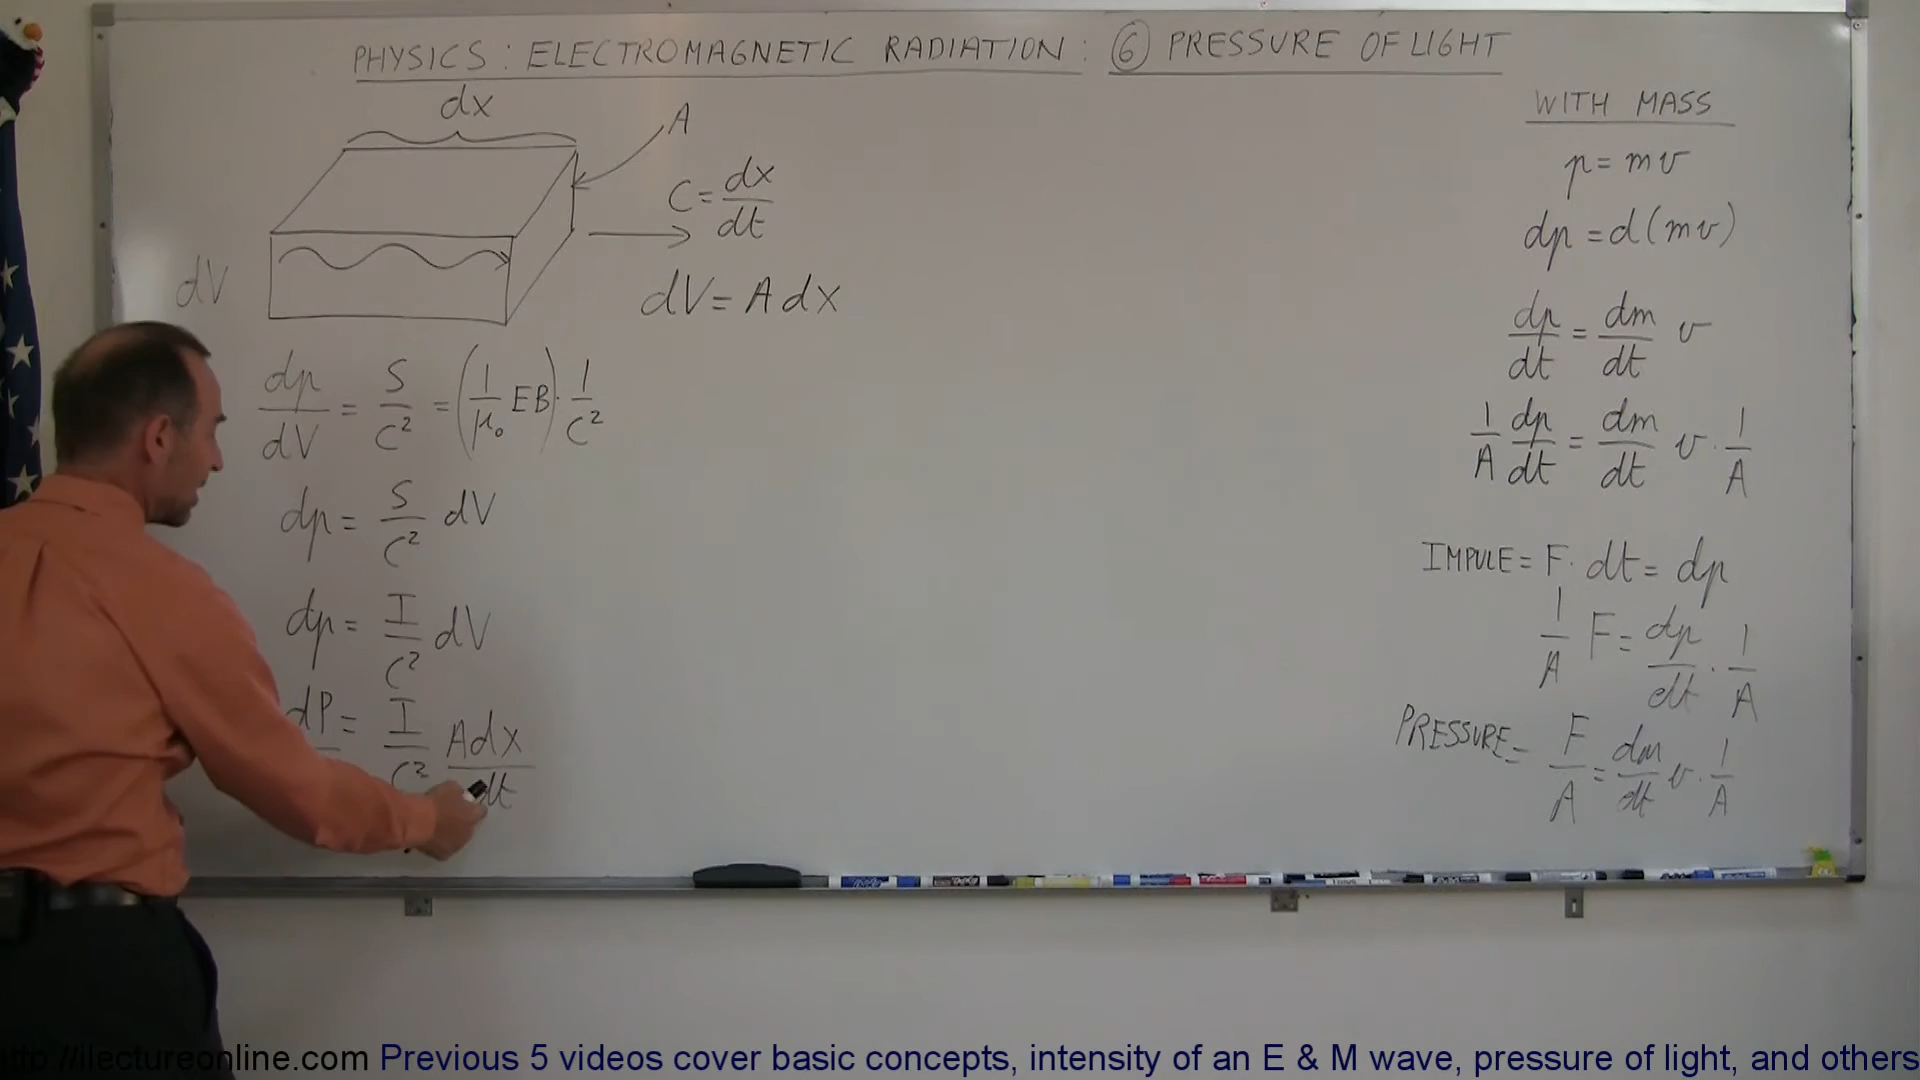 PHYSICS: ELECTROMAGNETIC RADIATION: ⑥ PRESSURE OF LIGHT
dx
A
C = dx/dt
dV
dV = A dx
dp/dV = S/C² = (1/μ₀ EB) · 1/C²
dp = S/C² dV
dp = I/C² dV
dP = I/C² Adx/dt
WITH MASS
p = mv
dp = d(mv)
dp/dt = dm/dt v
1/A dp/dt = dm/dt v · 1/A
IMPULE = F · dt = dp
1/A F = dp/dt · 1/A
PRESSURE = F/A = dm/dt v · 1/A
http://ilectureonline.com Previous 5 videos cover basic concepts, intensity of an E & M wave, pressure of light, and others